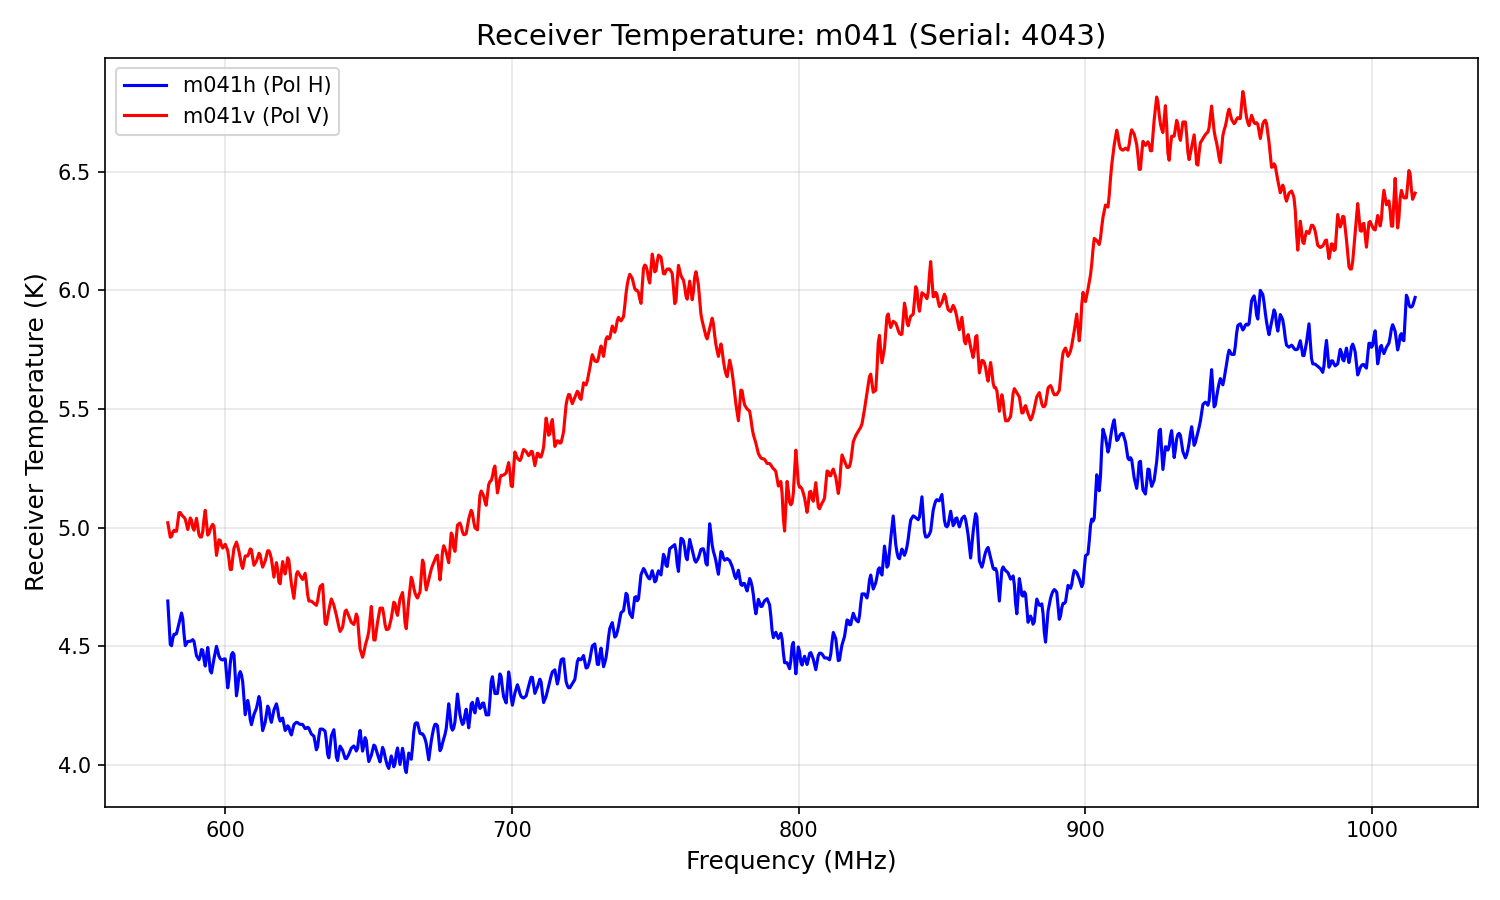 Receiver Temperature: m041 (Serial: 4043)
m041h (Pol H)
m041v (Pol V)
Receiver Temperature (K)
6.5
6.0
5.5
5.0
4.5
4.0
600 700 800 900 1000
Frequency (MHz)